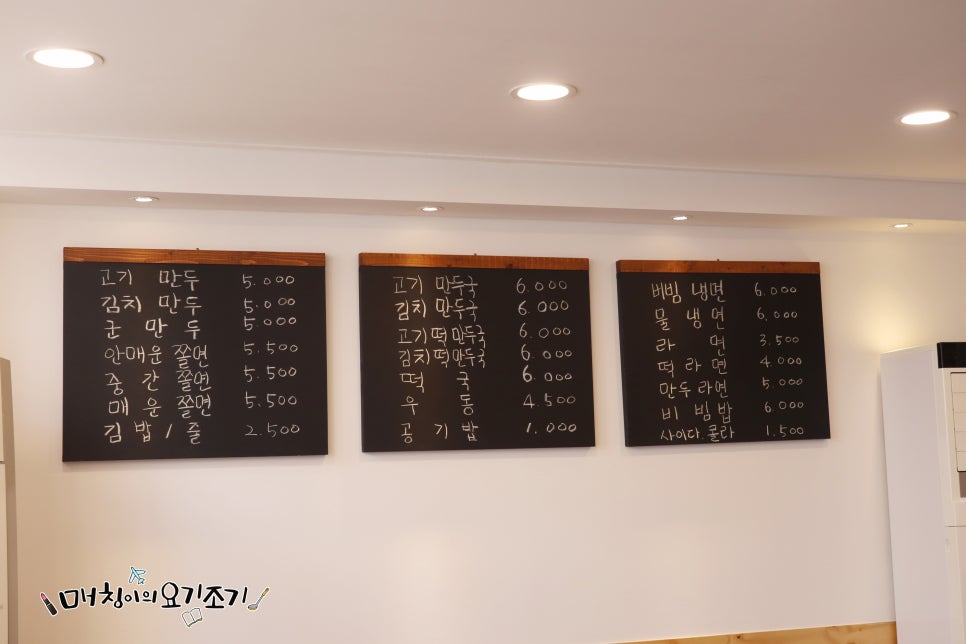 고기 만두 5.000
김치 만두 5.000
군 만두 5.000
안매운 쫄면 5.500
중간 쫄면 5.500
매운 쫄면 5.500
김밥/줄 2.500
고기 만두국 6.000
김치 만두국 6.000
고기떡만두국 6.000
김치떡만두국 6.000
떡국 6.000
우동 4.500
공기밥 1.000
버빔 냉면 6.000
물 냉면 6.000
라면 3.500
떡라면 4.000
만두라면 5.000
비빔밥 6.000
사이다.콜라 1.500
매칭이의 요기조기